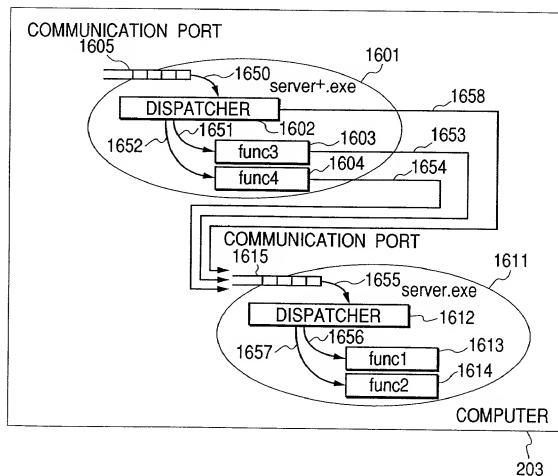 COMMUNICATION PORT
1605
1650
1601
server+.exe
DISPATCHER
1658
1652
1651
1602
1603
1653
func3
1604
func4
1654
COMMUNICATION PORT
1615
1655
1611
server.exe
DISPATCHER
1612
1657
1656
1613
func1
1614
func2
COMPUTER
203